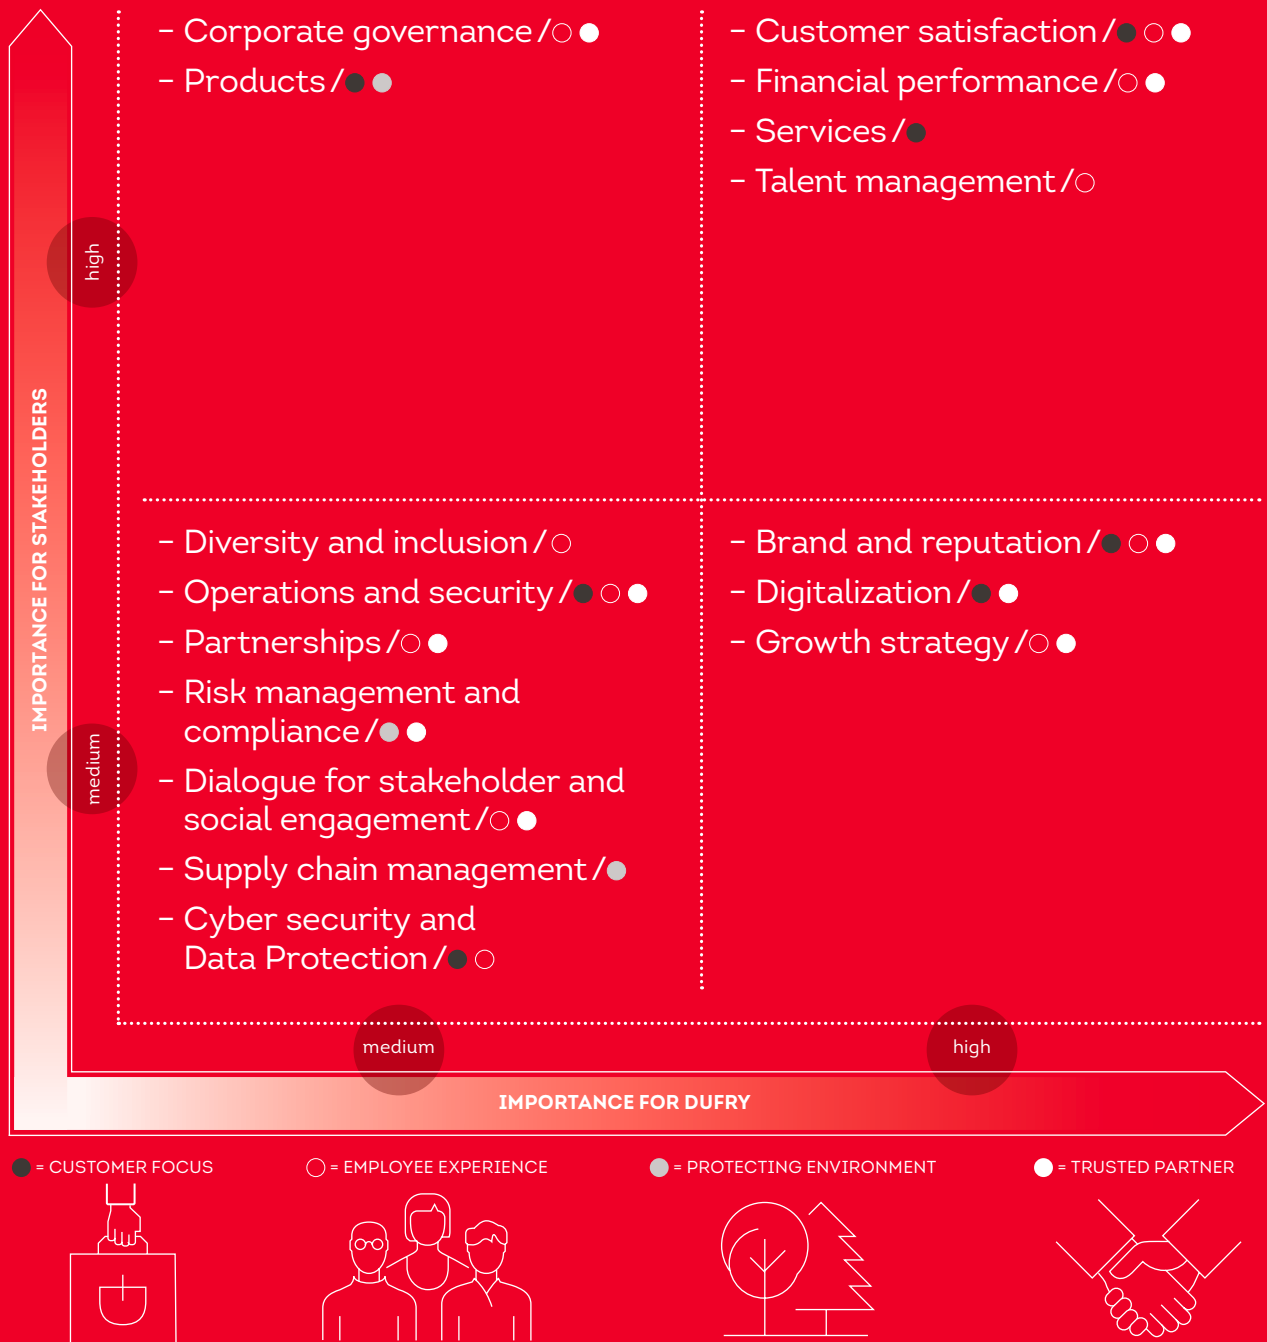 – Corporate governance /
– Products /
– Customer satisfaction /
– Financial performance /
– Services /
– Talent management /
high
IMPORTANCE FOR STAKEHOLDERS
– Diversity and inclusion /
– Operations and security /
– Partnerships /
– Risk management and
compliance /
– Dialogue for stakeholder and
social engagement /
– Supply chain management /
– Cyber security and
Data Protection /
– Brand and reputation /
– Digitalization /
– Growth strategy /
medium
medium
high
IMPORTANCE FOR DUFRY
= CUSTOMER FOCUS
= EMPLOYEE EXPERIENCE
= PROTECTING ENVIRONMENT
= TRUSTED PARTNER